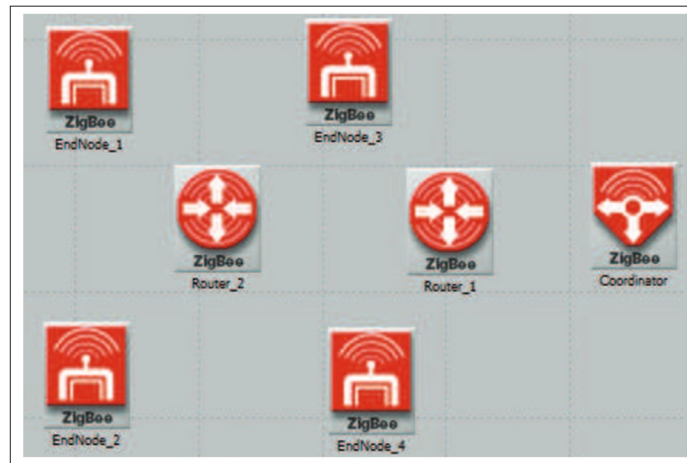 ZigBee
EndNode_1
ZigBee
EndNode_3
ZigBee
Router_2
ZigBee
Router_1
ZigBee
Coordinator
ZigBee
EndNode_2
ZigBee
EndNode_4